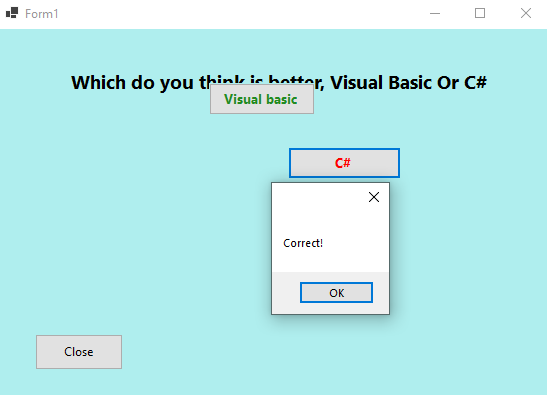 Form1
Which do you think is better, Visual Basic Or C#
Visual basic
C#
Correct!
OK
Close